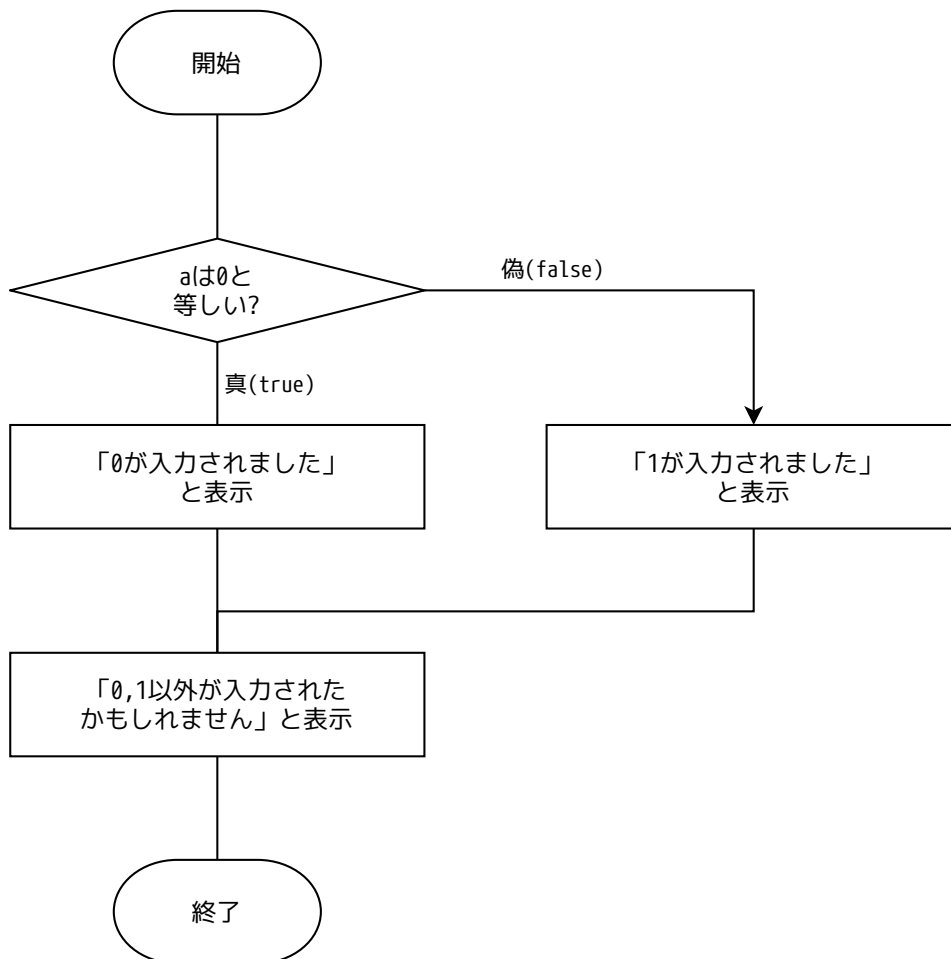 開始
aは0と
等しい?
偽(false)
真(true)
「0が入力されました」
と表示
「1が入力されました」
と表示
「0,1以外が入力された
かもしれません」と表示
終了